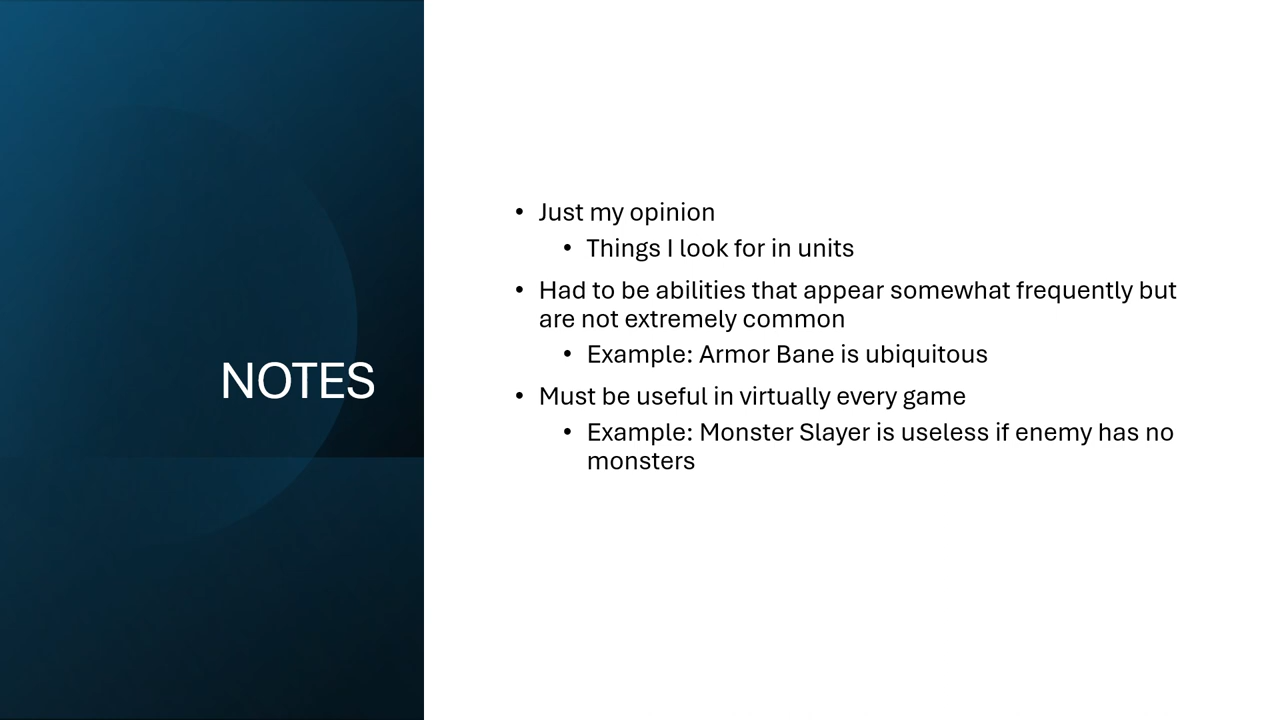 NOTES
• Just my opinion
• Things I look for in units
• Had to be abilities that appear somewhat frequently but
are not extremely common
• Example: Armor Bane is ubiquitous
• Must be useful in virtually every game
• Example: Monster Slayer is useless if enemy has no
monsters